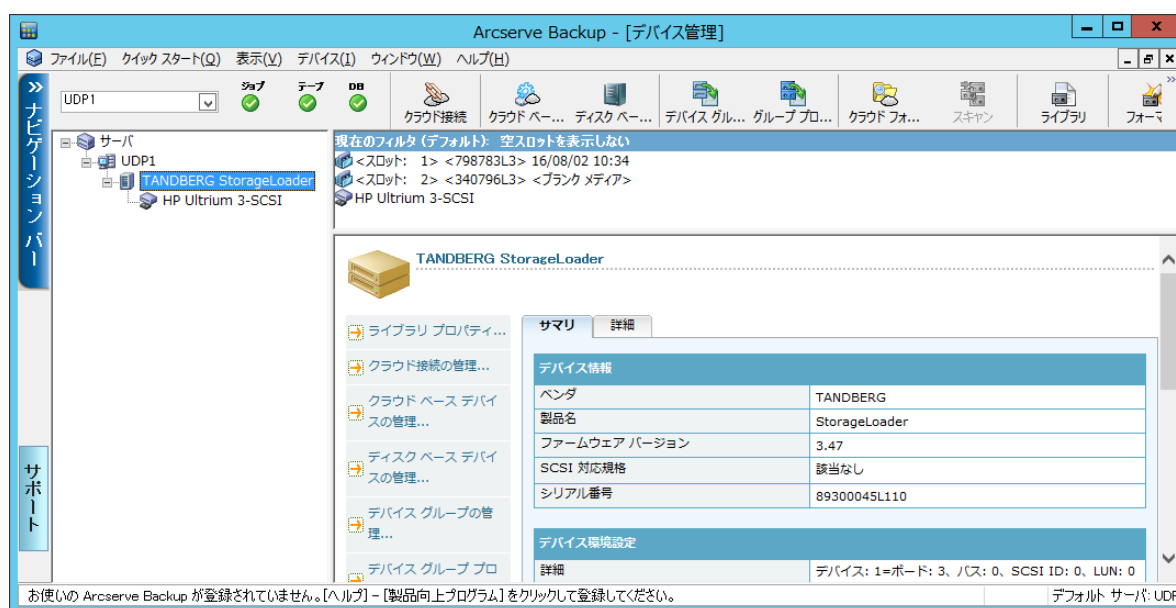 Arcserve Backup - [デバイス管理]
ファイル(F) クイック スタート(Q) 表示(V) デバイス(I) ウィンドウ(W) ヘルプ(H)
»
ナビゲーション バー
サポート
UDP1
ジョブ テープ DB
クラウド接続 クラウド ベー... ディスク ベー... デバイス グル... グループ プロ... クラウド フォ... スキャン ライブラリ フォーマ
»
サーバ
UDP1
TANDBERG StorageLoader
HP Ultrium 3-SCSI
現在のフィルタ (デフォルト): 空スロットを表示しない
<スロット: 1> <798783L3> 16/08/02 10:34
<スロット: 2> <340796L3> <ブランク メディア>
HP Ultrium 3-SCSI
TANDBERG StorageLoader
ライブラリ プロパティ...
クラウド接続の管理...
クラウド ベース デバイ
スの管理...
ディスク ベース デバイ
スの管理...
デバイス グループの管
理...
デバイス グループ プロ
サマリ 詳細
デバイス情報
ベンダ TANDBERG
製品名 StorageLoader
ファームウェア バージョン 3.47
SCSI 対応規格 該当なし
シリアル番号 89300045L110
デバイス環境設定
詳細 デバイス: 1=ボード: 3、パス: 0、SCSI ID: 0、LUN: 0
お使いの Arcserve Backup が登録されていません。[ヘルプ] - [製品向上プログラム] をクリックして登録してください。
デフォルト サーバ: UDP